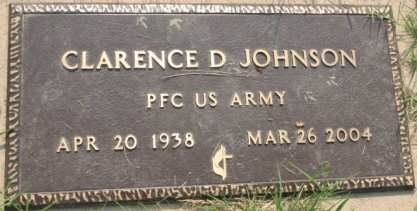 CLARENCE D JOHNSON
PFC US ARMY
APR 20 1938 MAR 26 2004